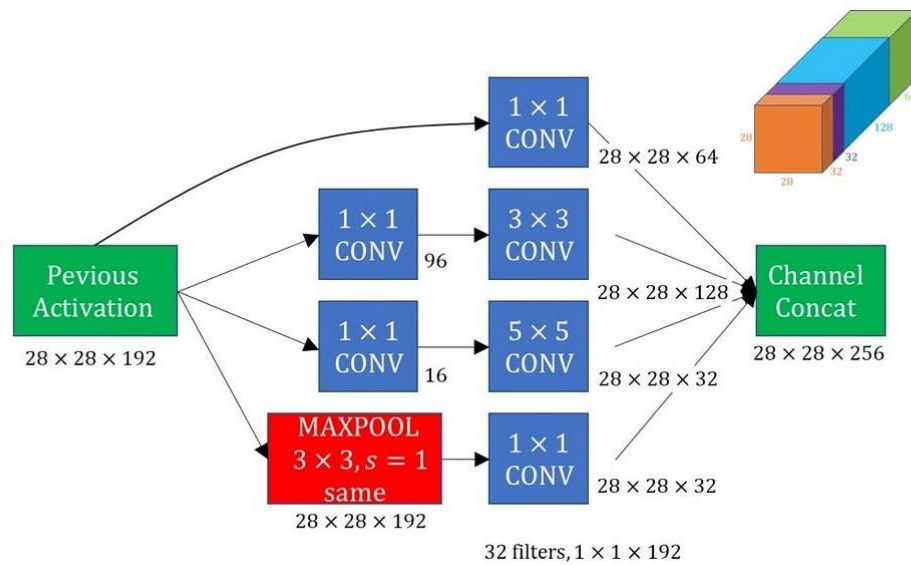 1 × 1
CONV
28 × 28 × 64
28
28
32
32
128
1 × 1
CONV
96
3 × 3
CONV
28 × 28 × 128
Pevious
Activation
28 × 28 × 192
Channel
Concat
28 × 28 × 256
1 × 1
CONV
16
5 × 5
CONV
28 × 28 × 32
MAXPOOL
3 × 3, s = 1
same
28 × 28 × 192
1 × 1
CONV
28 × 28 × 32
32 filters, 1 × 1 × 192